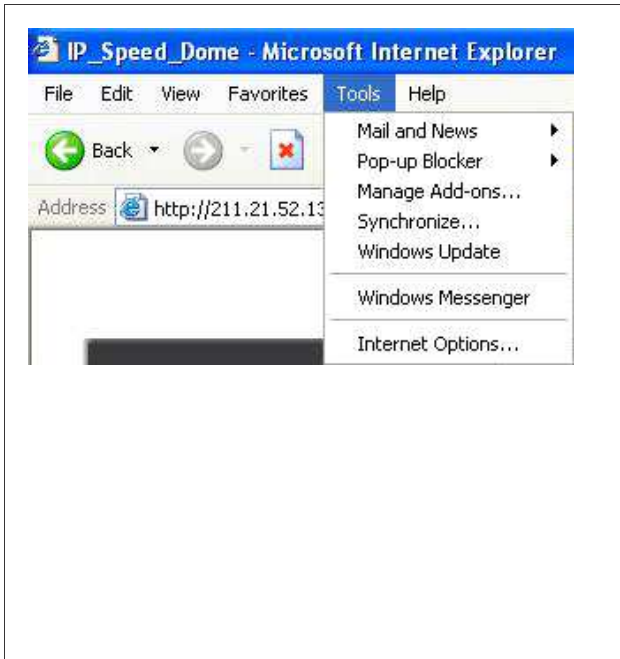 IP_Speed_Dome - Microsoft Internet Explorer
File Edit View Favorites Tools Help
Back
Address http://211.21.52.13
Mail and News
Pop-up Blocker
Manage Add-ons...
Synchronize...
Windows Update
Windows Messenger
Internet Options...